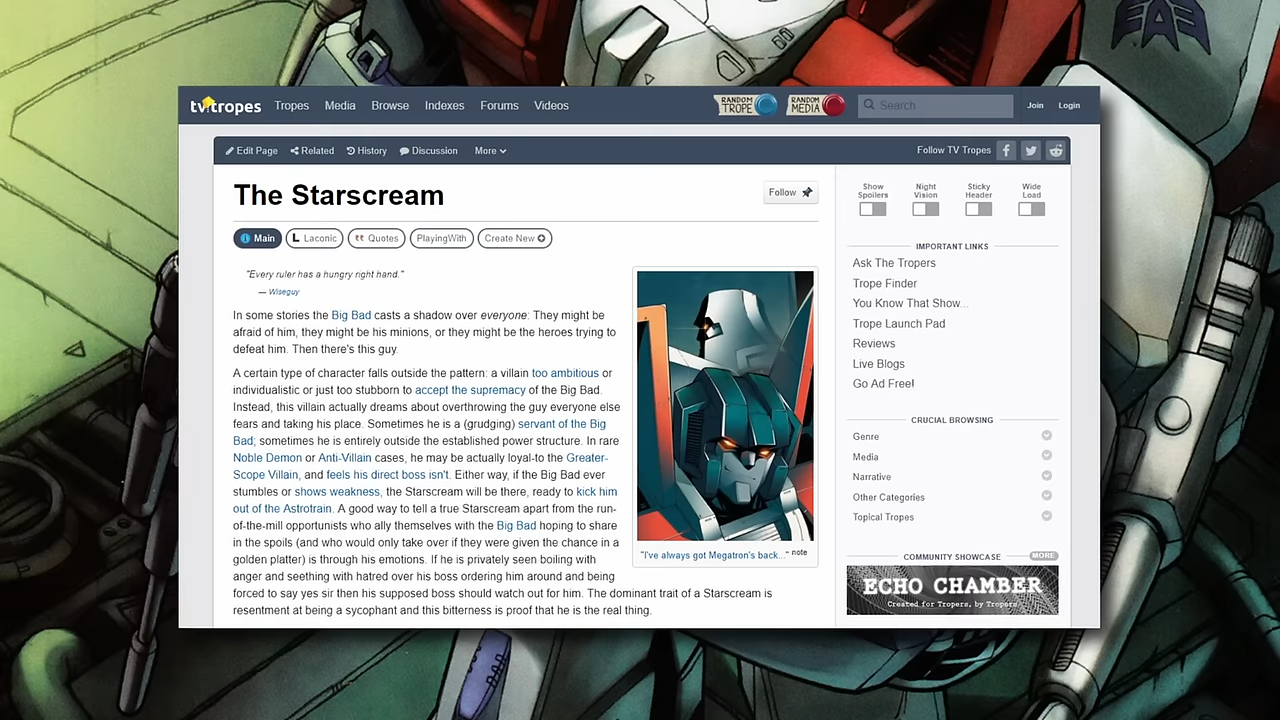 tvtropes Tropes Media Browse Indexes Forums Videos RANDOM TROPE RANDOM MEDIA Search Join Login
Edit Page Related History Discussion More Follow TV Tropes
The Starscream
Follow
Main Laconic Quotes PlayingWith Create New
"Every ruler has a hungry right hand."
— Wiseguy
In some stories the Big Bad casts a shadow over everyone: They might be
afraid of him, they might be his minions, or they might be the heroes trying to
defeat him. Then there's this guy.
A certain type of character falls outside the pattern: a villain too ambitious or
individualistic or just too stubborn to accept the supremacy of the Big Bad.
Instead, this villain actually dreams about overthrowing the guy everyone else
fears and taking his place. Sometimes he is a (grudging) servant of the Big
Bad; sometimes he is entirely outside the established power structure. In rare
Noble Demon or Anti-Villain cases, he may be actually loyal-to the Greater-
Scope Villain, and feels his direct boss isn't. Either way, if the Big Bad ever
stumbles or shows weakness, the Starscream will be there, ready to kick him
out of the Astrotrain. A good way to tell a true Starscream apart from the run-
of-the-mill opportunists who ally themselves with the Big Bad hoping to share
in the spoils (and who would only take over if they were given the chance in a
golden platter) is through his emotions. If he is privately seen boiling with
anger and seething with hatred over his boss ordering him around and being
forced to say yes sir then his supposed boss should watch out for him. The dominant trait of a Starscream is
resentment at being a sycophant and this bitterness is proof that he is the real thing.
"I've always got Megatron's back..." note
Show Spoilers
Night Vision
Sticky Header
Wide Load
IMPORTANT LINKS
Ask The Tropers
Trope Finder
You Know That Show...
Trope Launch Pad
Reviews
Live Blogs
Go Ad Free!
CRUCIAL BROWSING
Genre
Media
Narrative
Other Categories
Topical Tropes
COMMUNITY SHOWCASE MORE
ECHO CHAMBER
Created for Tropers, by Tropers